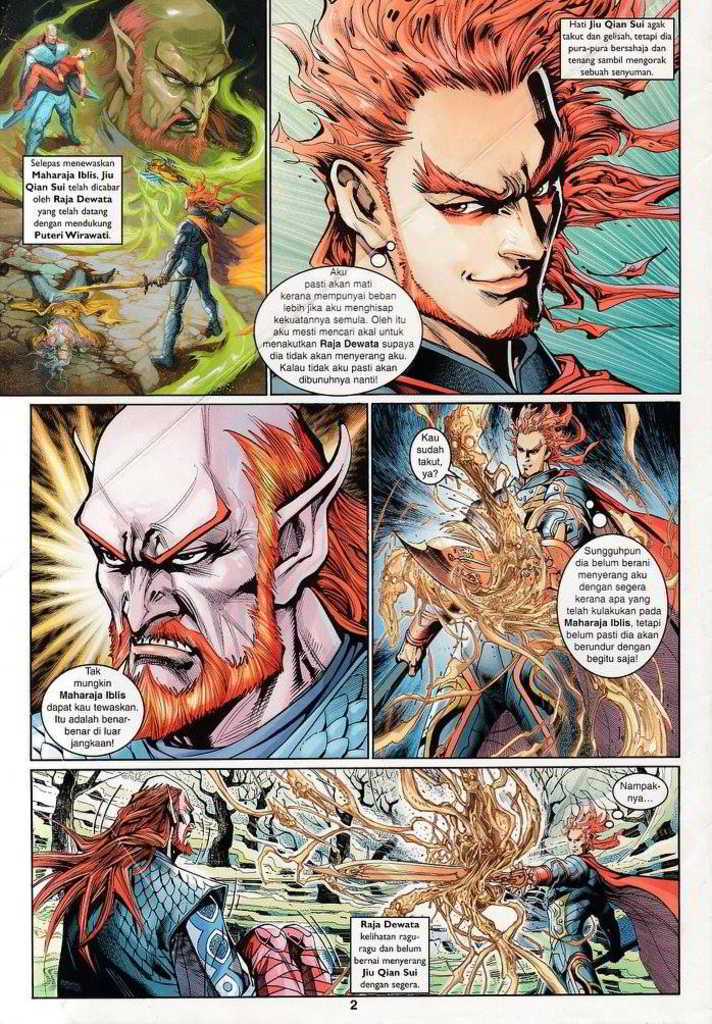 Selepas menewaskan
Maharaja Iblis, Jiu
Qian Sui telah dicabar
oleh Raja Dewata
yang telah datang
dengan mendukung
Puteri Wirawati.
Hati Jiu Qian Sui agak
takut dan gelisah, tetapi dia
pura-pura bersahaja dan
tenang sambil mengorak
sebuah senyuman.
Aku
pasti akan mati
kerana mempunyai beban
lebih jika aku menghisap
kekuatannya semula. Oleh itu
aku mesti mencari akal untuk
menakutkan Raja Dewata supaya
dia tidak akan menyerang aku.
Kalau tidak aku pasti akan
dibunuhnya nanti!
Tak
mungkin
Maharaja Iblis
dapat kau tewaskan.
Itu adalah benar-
benar di luar
jangkaan!
Kau
sudah
takut,
ya?
Sungguhpun
dia belum berani
menyerang aku
dengan segera
kerana apa yang
telah kulakukan pada
Maharaja Iblis, tetapi
belum pasti dia akan
berundur dengan
begitu saja!
Nampak-
nya...
Raja Dewata
kelihatan ragu-
ragu dan belum
bernai menyerang
Jiu Qian Sui
dengan segera.
2